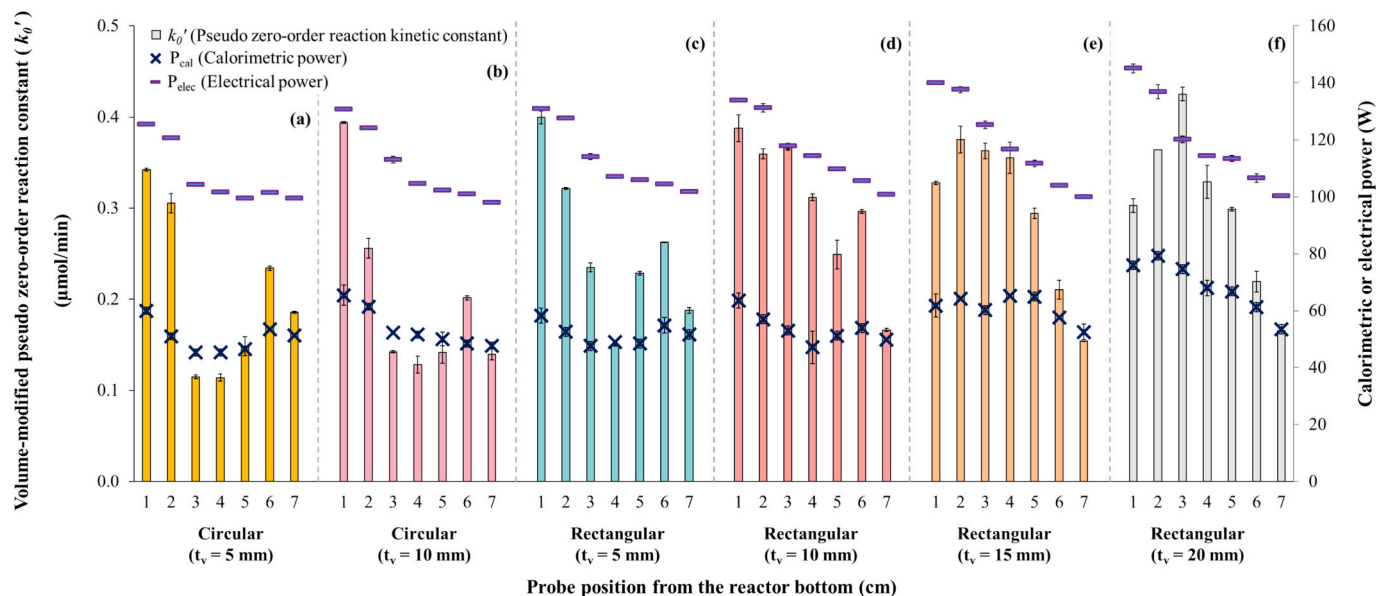 Volume-modified pseudo zero-order reaction constant ( k₀′ )
(μmol/min)
0.5
0.4
0.3
0.2
0.1
0.0
k₀′ (Pseudo zero-order reaction kinetic constant)
P_cal (Calorimetric power)
P_elec (Electrical power)
(a)
(b)
(c)
(d)
(e)
(f)
160
140
120
100
80
60
40
20
0
Calorimetric or electrical power (W)
1 2 3 4 5 6 7 1 2 3 4 5 6 7 1 2 3 4 5 6 7 1 2 3 4 5 6 7 1 2 3 4 5 6 7 1 2 3 4 5 6 7
Circular Circular Rectangular Rectangular Rectangular Rectangular
(tᵥ = 5 mm) (tᵥ = 10 mm) (tᵥ = 5 mm) (tᵥ = 10 mm) (tᵥ = 15 mm) (tᵥ = 20 mm)
Probe position from the reactor bottom (cm)